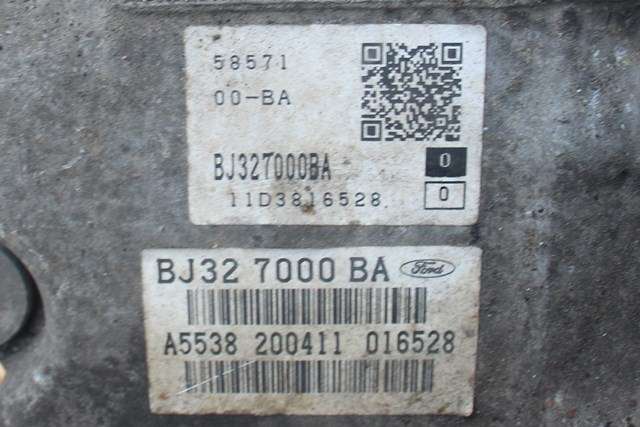 58571
00-BA
BJ327000BA
0
11D3816528
0
BJ32 7000 BA Ford
A5538 200411 016528